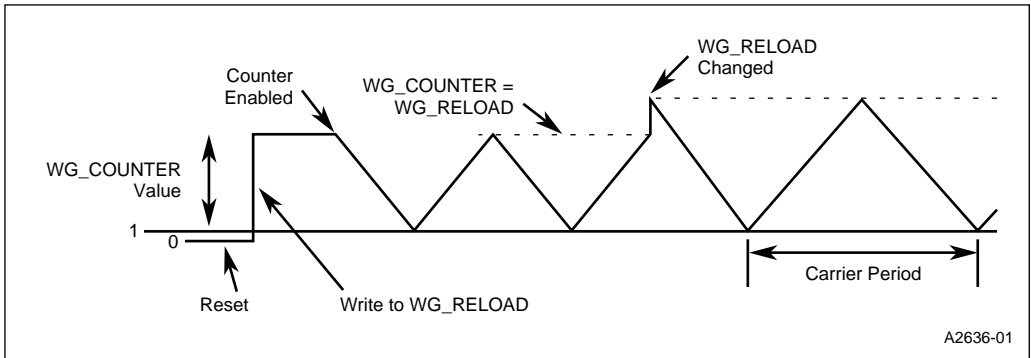 WG_RELOAD
Changed
Counter
Enabled
WG_COUNTER =
WG_RELOAD
WG_COUNTER
Value
1
0
Carrier Period
Reset
Write to WG_RELOAD
A2636-01